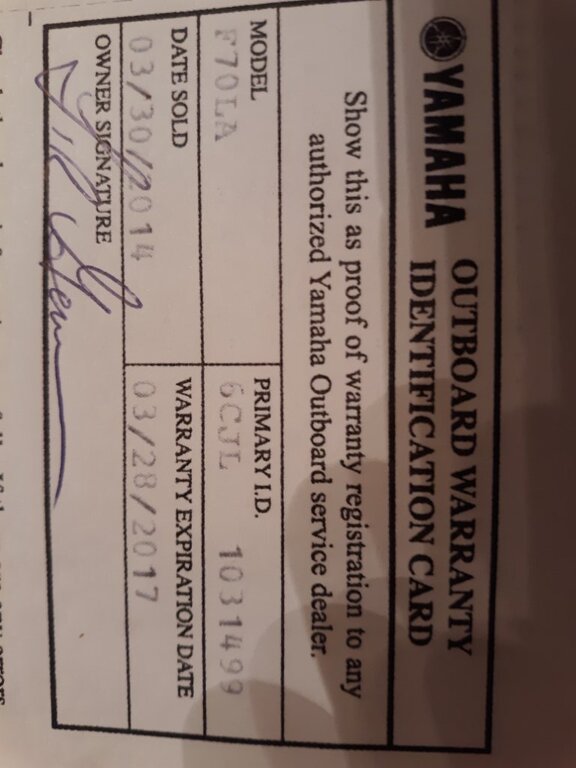 YAMAHA
OUTBOARD WARRANTY
IDENTIFICATION CARD
Show this as proof of warranty registration to any
authorized Yamaha Outboard service dealer.
MODEL
F70LA
PRIMARY I.D.
6CJL 1031499
DATE SOLD
03/30/2014
WARRANTY EXPIRATION DATE
03/28/2017
OWNER SIGNATURE